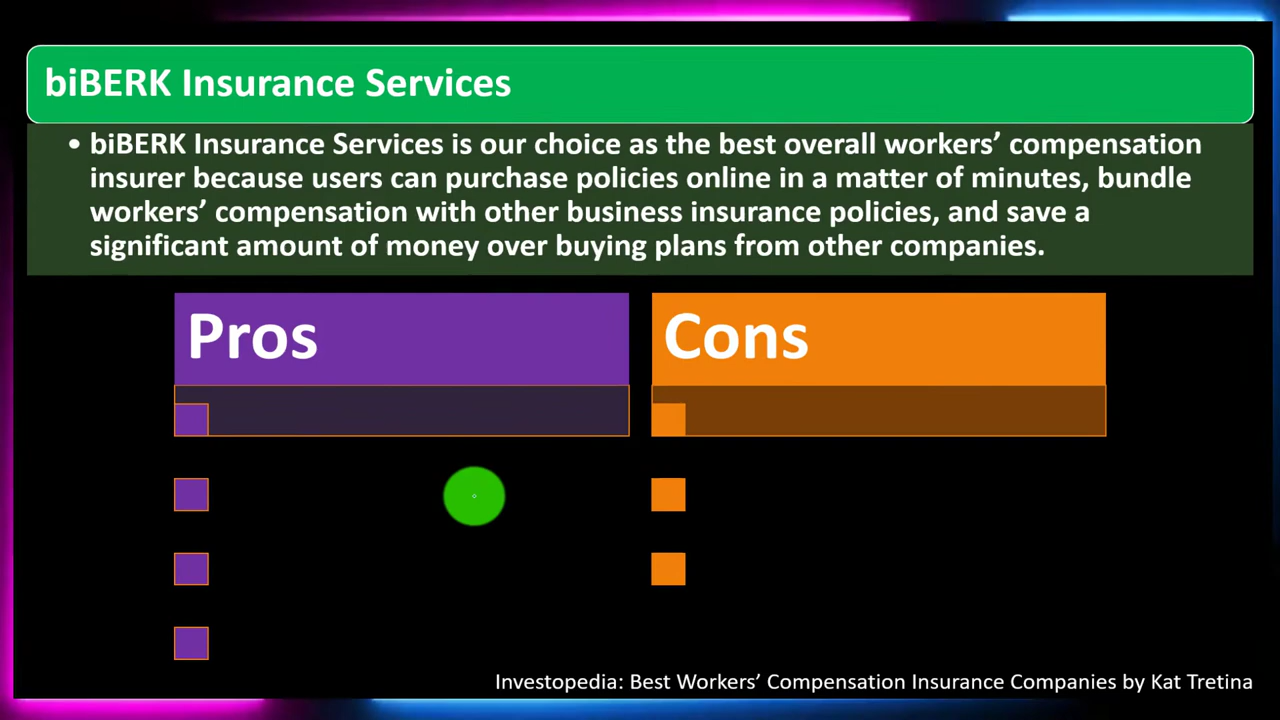 biBERK Insurance Services
• biBERK Insurance Services is our choice as the best overall workers’ compensation
insurer because users can purchase policies online in a matter of minutes, bundle
workers’ compensation with other business insurance policies, and save a
significant amount of money over buying plans from other companies.
Pros
Cons
Investopedia: Best Workers’ Compensation Insurance Companies by Kat Tretina